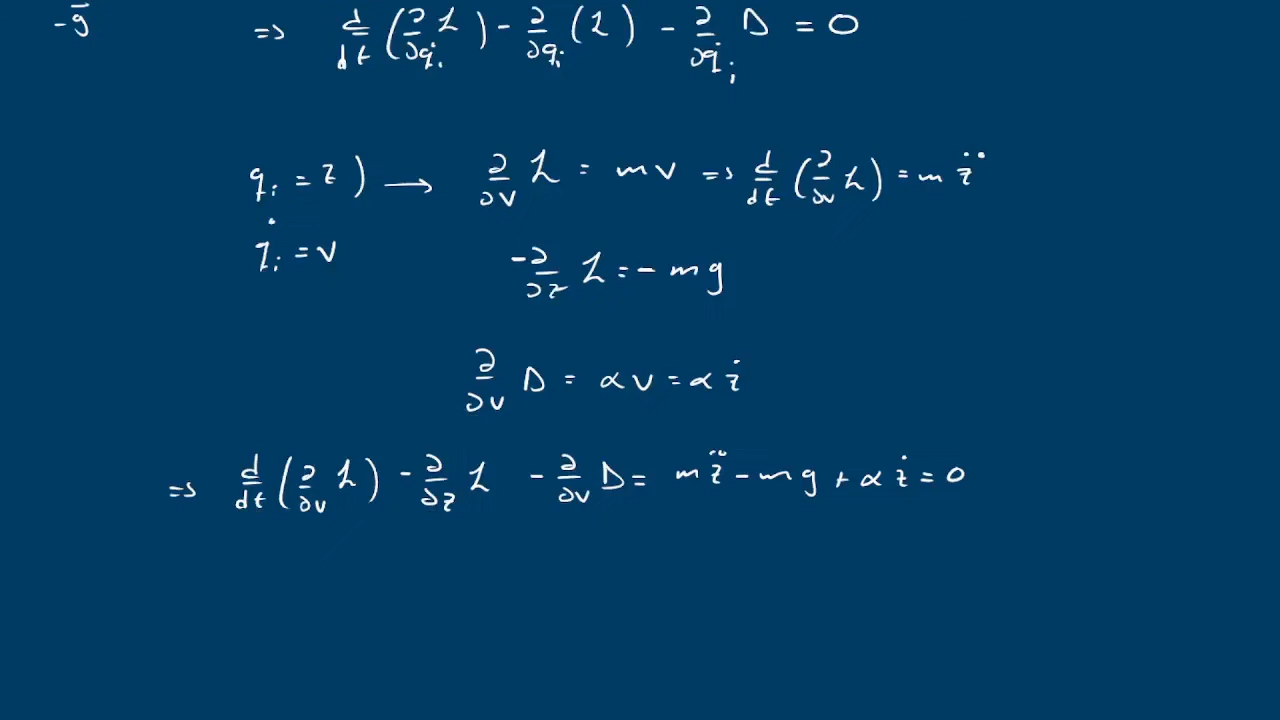 -g̅ ⇒ d/dt (∂/∂q̇ᵢ ℒ) - ∂/∂qᵢ (ℒ) - ∂/∂q̇ⱼ D = 0
qᵢ = z) → ∂/∂v ℒ = mv ⇒ d/dt (∂/∂v ℒ) = m z̈
q̇ᵢ = v
-∂/∂z ℒ = - mg
∂/∂v D = αv = α ż
⇒ d/dt (∂/∂v ℒ) - ∂/∂z ℒ - ∂/∂v D = m z̈ - mg + α ż = 0